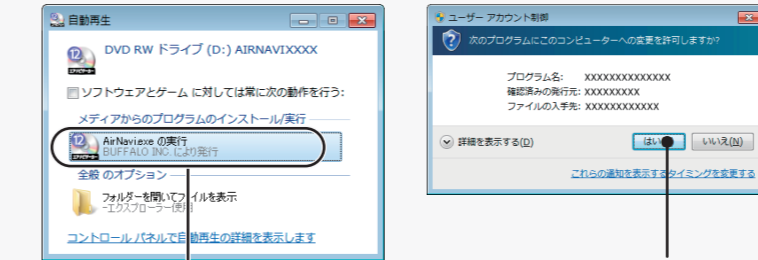 自動再生
DVD RW ドライブ (D:) AIRNAVIXXXX
ソフトウェアとゲーム に対しては常に次の動作を行う:
メディアからのプログラムのインストール/実行
AirNavi.exe の実行
BUFFALO INC. により発行
全般 のオプション
フォルダーを開いてファイルを表示
-エクスプローラー使用
コントロール パネルで自動再生の詳細を表示します
ユーザー アカウント制御
次のプログラムにこのコンピューターへの変更を許可しますか?
プログラム名: XXXXXXXXXXXXXX
確認済みの発行元: XXXXXXXXX
ファイルの入手先: XXXXXXXXXXXX
詳細を表示する(D)
はい
いいえ(N)
これらの通知を表示するタイミングを変更する